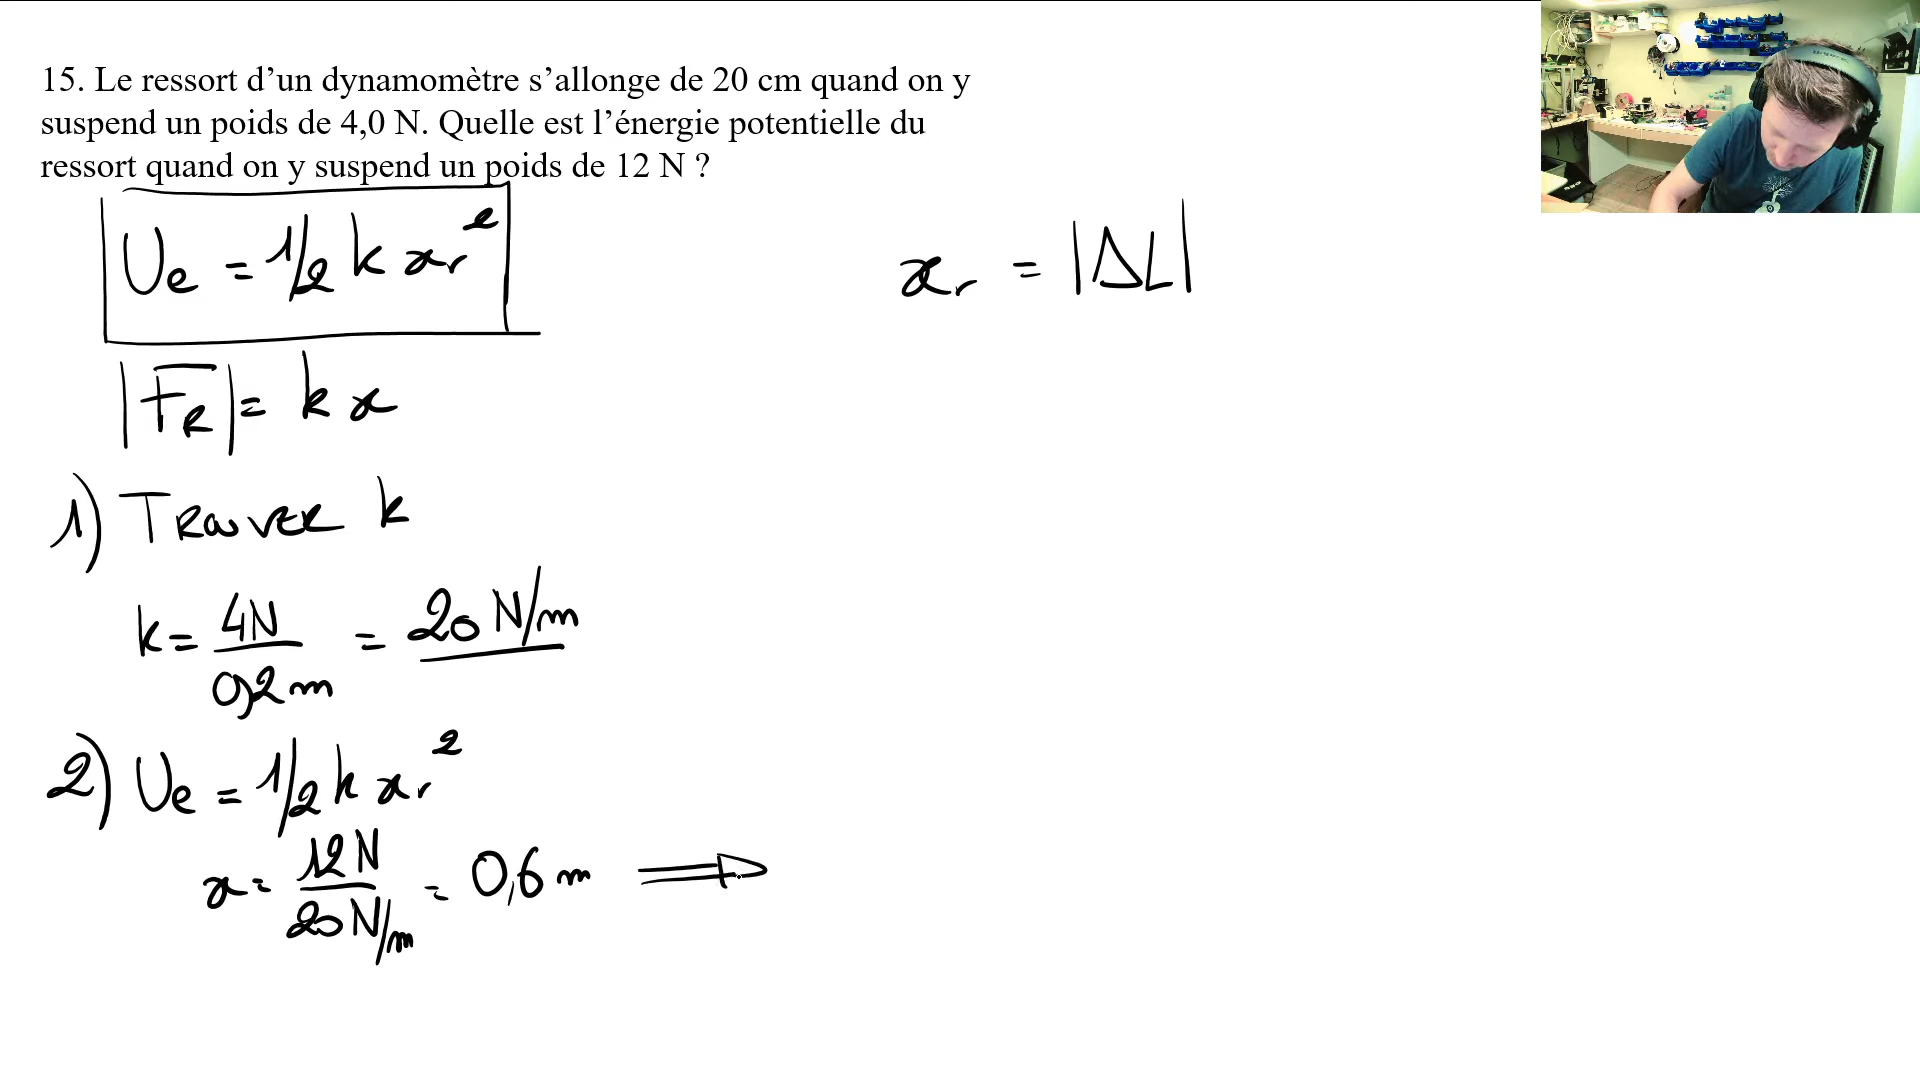 15. Le ressort d’un dynamomètre s’allonge de 20 cm quand on y
suspend un poids de 4,0 N. Quelle est l’énergie potentielle du
ressort quand on y suspend un poids de 12 N ?
Ue = 1/2 k xr²
xr = |ΔL|
|FR| = k x
1) TROUVER k
k = 4N / 0,2 m = 20 N/m
2) Ue = 1/2 k xr²
x = 12 N / 20 N/m = 0,6 m ⇒